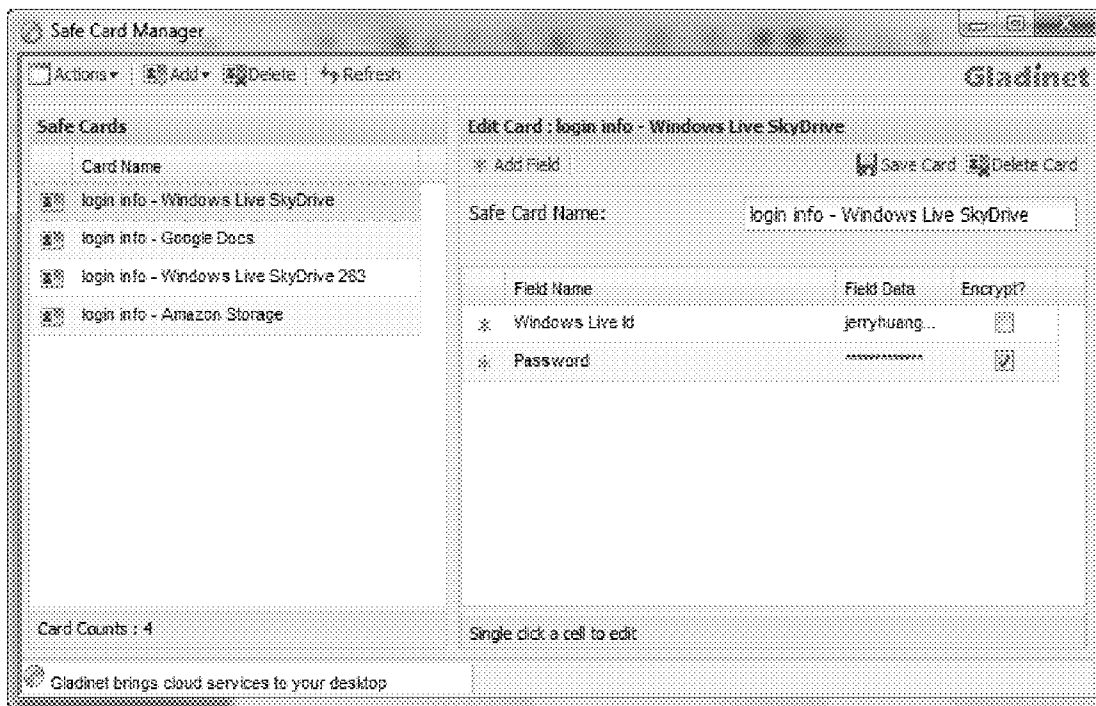 Safe Card Manager
Actions Add Delete Refresh
Gladinet
Safe Cards
Card Name
login info - Windows Live SkyDrive
login info - Google Docs
login info - Windows Live SkyDrive 283
login info - Amazon Storage
Card Counts : 4
Edit Card : login info - Windows Live SkyDrive
Add Field Save Card Delete Card
Safe Card Name: login info - Windows Live SkyDrive
Field Name Field Data Encrypt?
Windows Live Id jerryhuang...
Password *************
Single click a cell to edit
Gladinet brings cloud services to your desktop